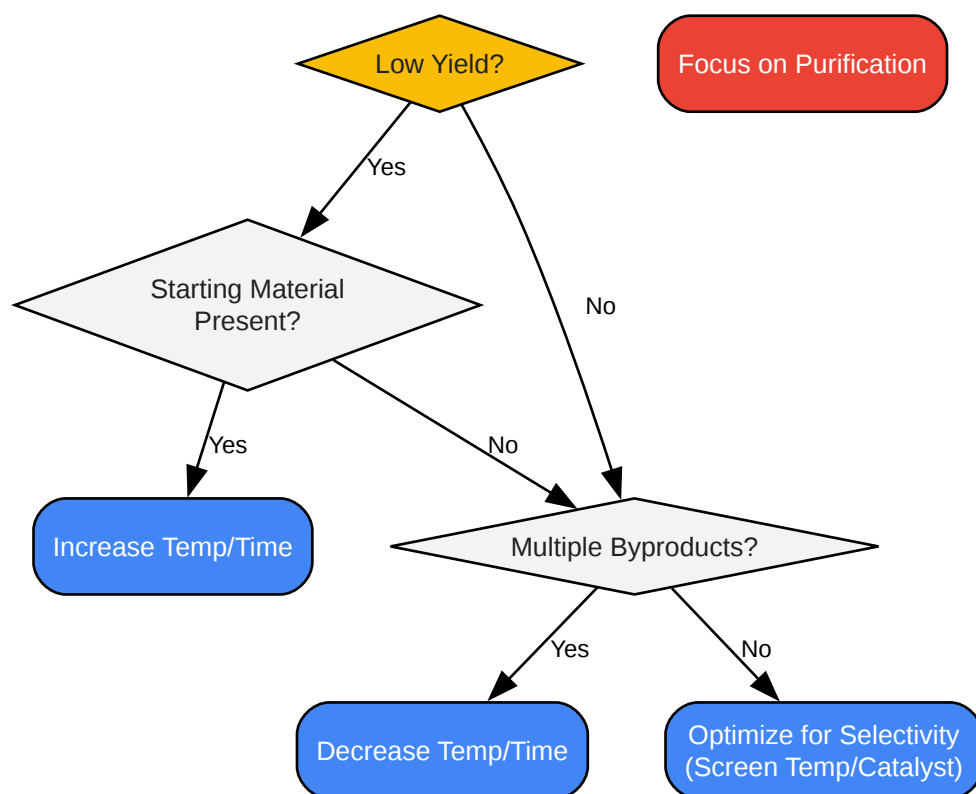 Low Yield?
Focus on Purification
Yes
Starting Material
Present?
No
Yes
No
Increase Temp/Time
Multiple Byproducts?
Yes
No
Decrease Temp/Time
Optimize for Selectivity
(Screen Temp/Catalyst)